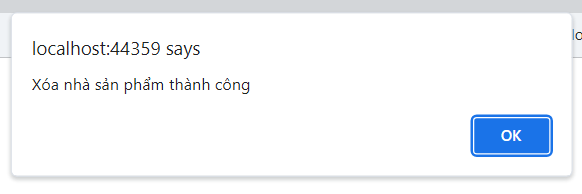 localhost:44359 says
Xóa nhà sản phẩm thành công
OK